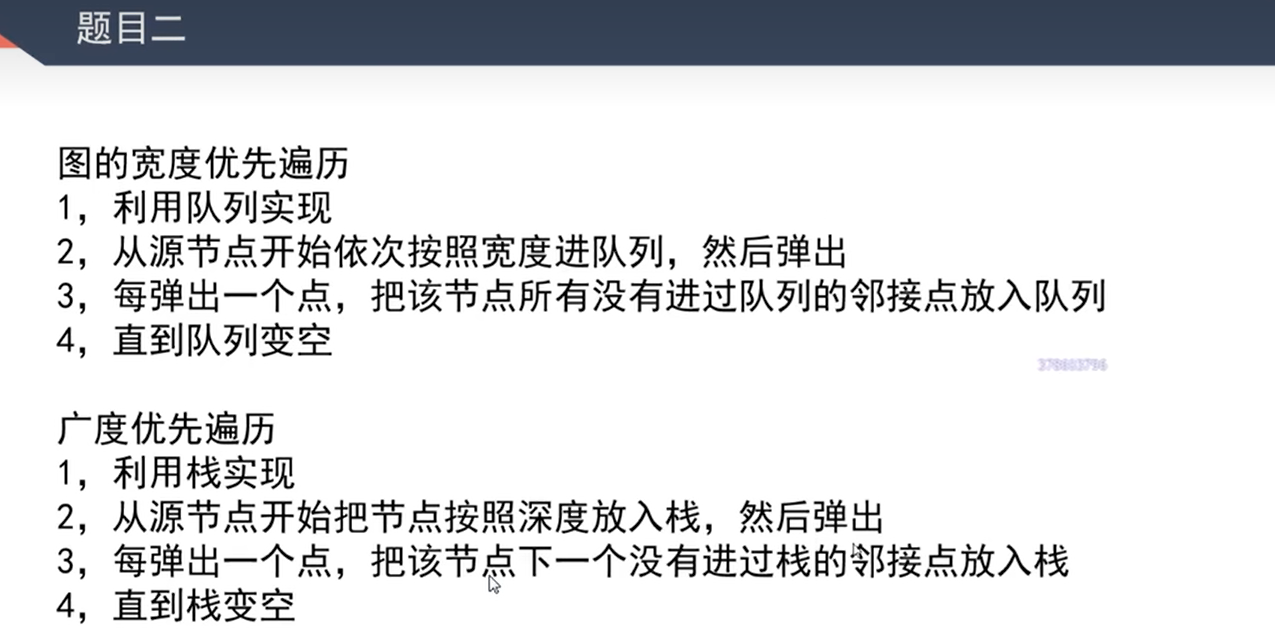 题目二
图的宽度优先遍历
1，利用队列实现
2，从源节点开始依次按照宽度进队列，然后弹出
3，每弹出一个点，把该节点所有没有进过队列的邻接点放入队列
4，直到队列变空
广度优先遍历
1，利用栈实现
2，从源节点开始把节点按照深度放入栈，然后弹出
3，每弹出一个点，把该节点下一个没有进过栈的邻接点放入栈
4，直到栈变空